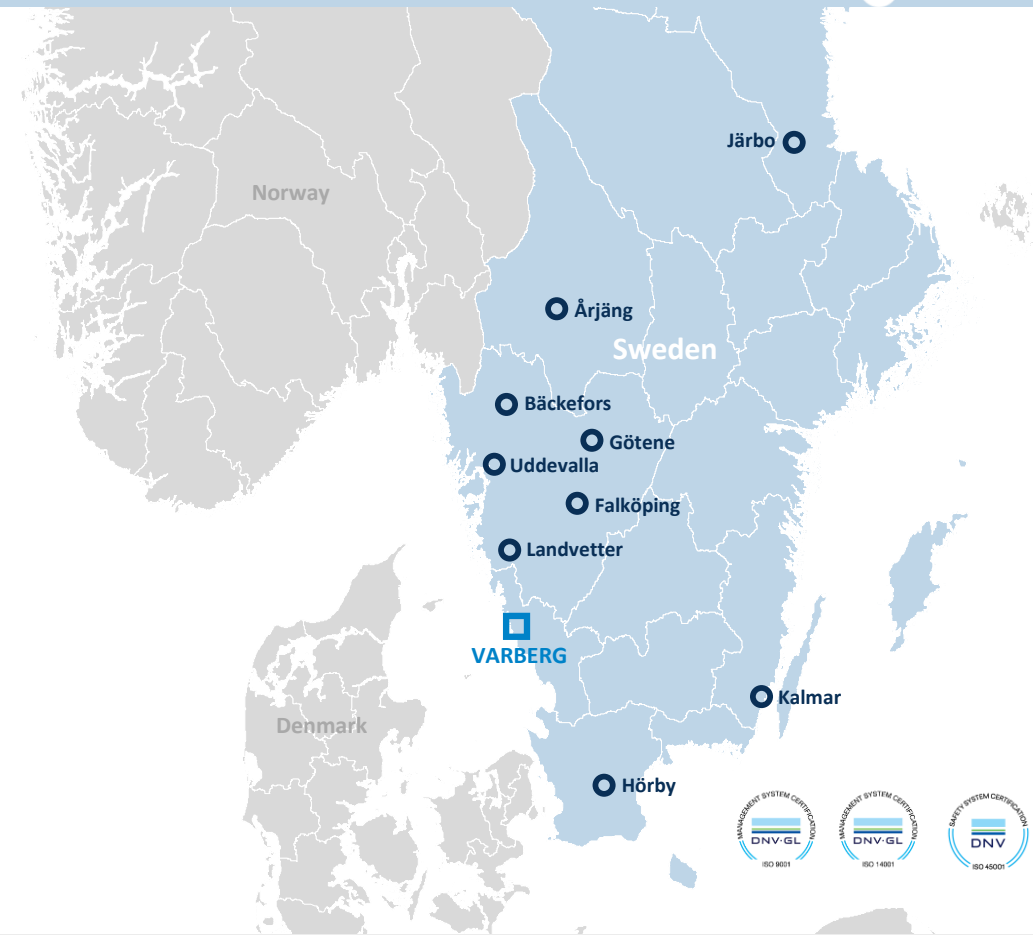 Järbo
Norway
Årjäng
Sweden
Bäckefors
Götene
Uddevalla
Falköping
Landvetter
VARBERG
Kalmar
Denmark
Hörby
MANAGEMENT SYSTEM CERTIFICATION
DNV·GL
ISO 9001
MANAGEMENT SYSTEM CERTIFICATION
DNV·GL
ISO 14001
SAFETY SYSTEM CERTIFICATION
DNV
ISO 45001